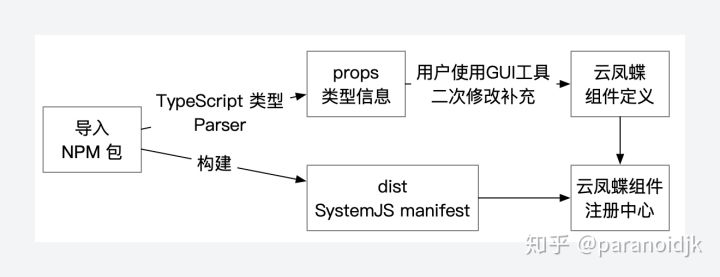 导入
NPM 包
TypeScript 类型
Parser
构建
props
类型信息
用户使用GUI工具
二次修改补充
云凤蝶
组件定义
dist
SystemJS manifest
云凤蝶组件
注册中心
知乎 @paranoidjk